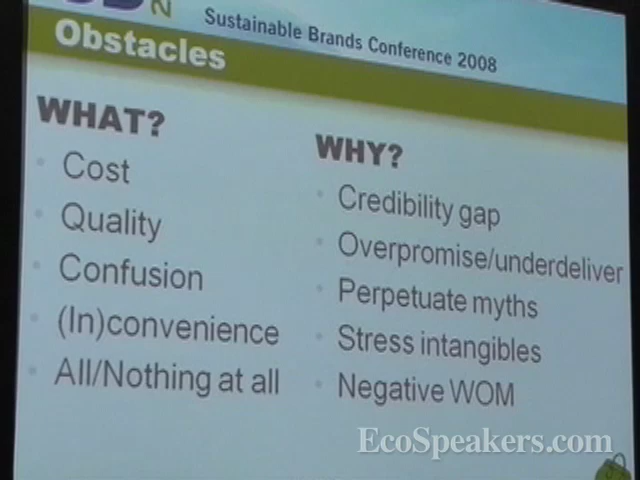 Sustainable Brands Conference 2008
Obstacles
WHAT?
Cost
Quality
Confusion
(In)convenience
All/Nothing at all
WHY?
Credibility gap
Overpromise/underdeliver
Perpetuate myths
Stress intangibles
Negative WOM
EcoSpeakers.com